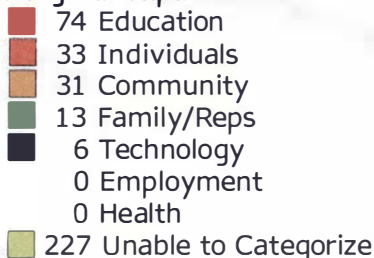 74 Education
33 Individuals
31 Community
13 Family/Reps
6 Technology
0 Employment
0 Health
227 Unable to Categorize